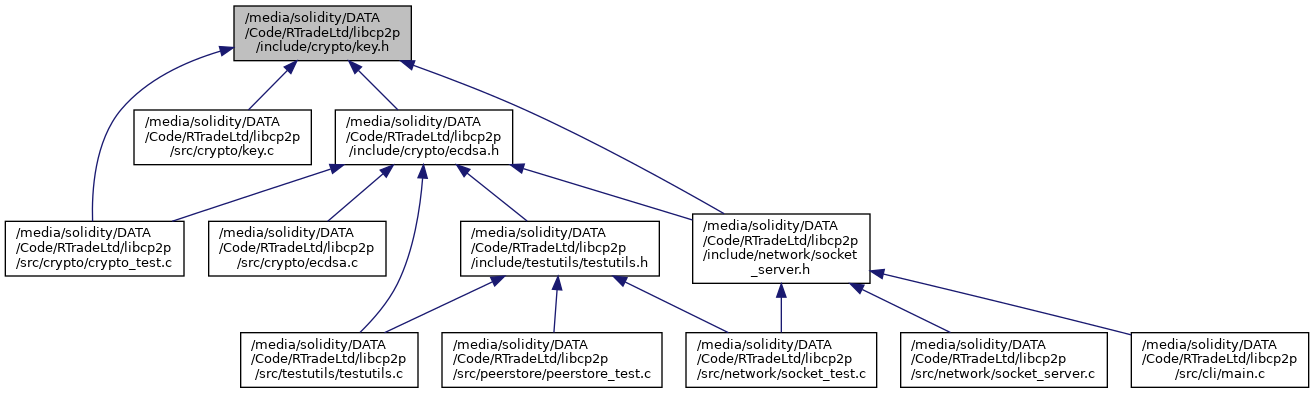 /media/solidity/DATA
/Code/RTradeLtd/libcp2p
/include/crypto/key.h
/media/solidity/DATA
/Code/RTradeLtd/libcp2p
/src/crypto/key.c
/media/solidity/DATA
/Code/RTradeLtd/libcp2p
/include/crypto/ecdsa.h
/media/solidity/DATA
/Code/RTradeLtd/libcp2p
/src/crypto/crypto_test.c
/media/solidity/DATA
/Code/RTradeLtd/libcp2p
/src/crypto/ecdsa.c
/media/solidity/DATA
/Code/RTradeLtd/libcp2p
/include/testutils/testutils.h
/media/solidity/DATA
/Code/RTradeLtd/libcp2p
/include/network/socket
_server.h
/media/solidity/DATA
/Code/RTradeLtd/libcp2p
/src/testutils/testutils.c
/media/solidity/DATA
/Code/RTradeLtd/libcp2p
/src/peerstore/peerstore_test.c
/media/solidity/DATA
/Code/RTradeLtd/libcp2p
/src/network/socket_test.c
/media/solidity/DATA
/Code/RTradeLtd/libcp2p
/src/network/socket_server.c
/media/solidity/DATA
/Code/RTradeLtd/libcp2p
/src/cli/main.c